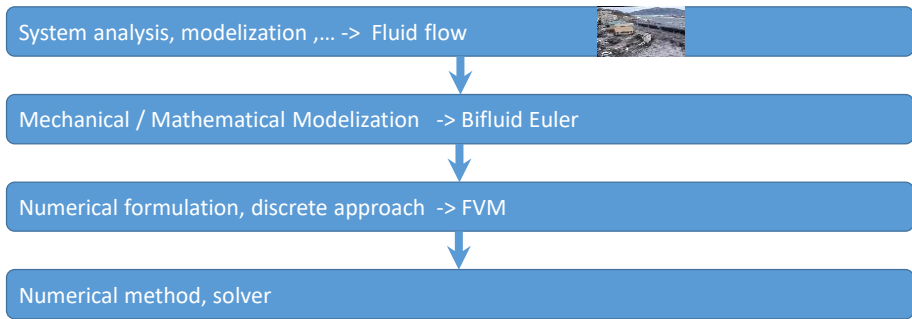 System analysis, modelization ,... -> Fluid flow
Mechanical / Mathematical Modelization -> Bifluid Euler
Numerical formulation, discrete approach -> FVM
Numerical method, solver